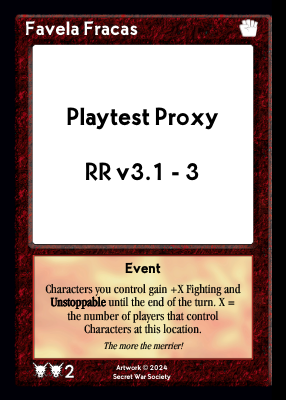 Favela Fracas
Playtest Proxy
RR v3.1 - 3
Event
Characters you control gain +X Fighting and
Unstoppable until the end of the turn. X =
the number of players that control
Characters at this location.
The more the merrier!
2
Artwork © 2024
Secret War Society